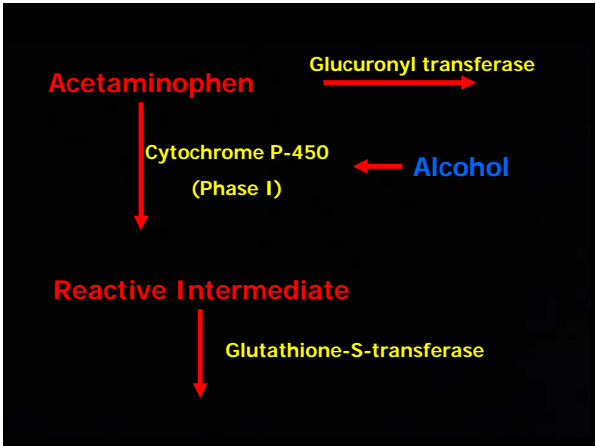 Glucuronyl transferase
Acetaminophen
Cytochrome P-450
(Phase I)
Alcohol
Reactive Intermediate
Glutathione-S-transferase